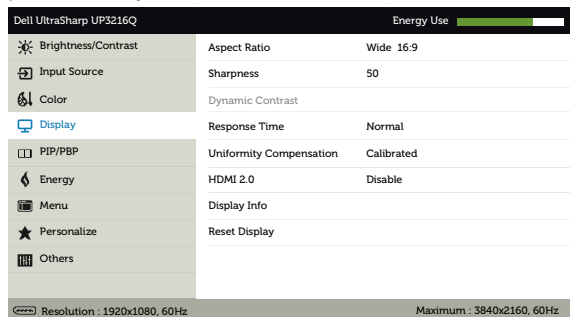 Dell UltraSharp UP3216Q Energy Use
Brightness/Contrast Aspect Ratio Wide 16:9
Input Source Sharpness 50
Color Dynamic Contrast
Display Response Time Normal
PIP/PBP Uniformity Compensation Calibrated
Energy HDMI 2.0 Disable
Menu Display Info
Personalize Reset Display
Others
Resolution : 1920x1080, 60Hz Maximum : 3840x2160, 60Hz